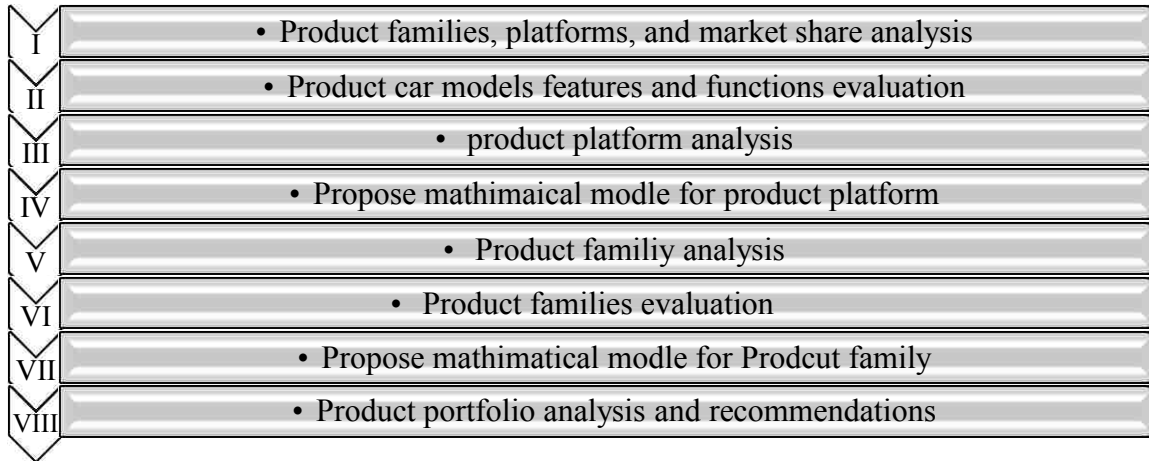 I • Product families, platforms, and market share analysis
II • Product car models features and functions evaluation
III • product platform analysis
IV • Propose mathimaical modle for product platform
V • Product familiy analysis
VI • Product families evaluation
VII • Propose mathimatical modle for Prodcut family
VIII • Product portfolio analysis and recommendations